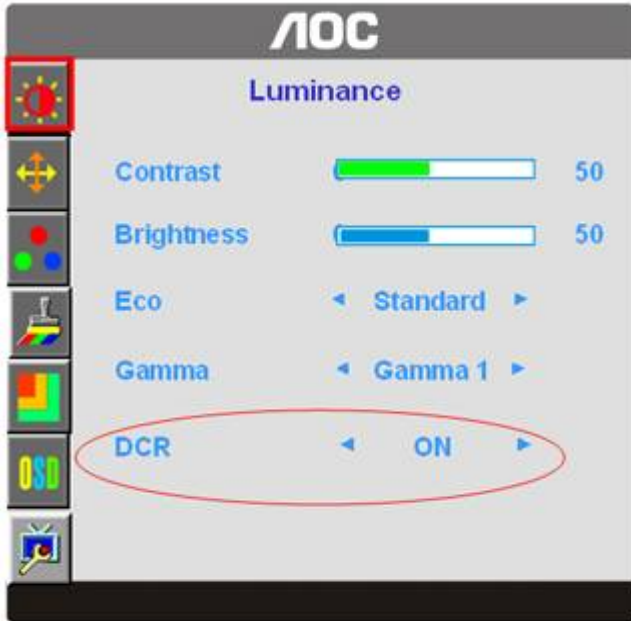 AOC
Luminance
Contrast 50
Brightness 50
Eco Standard
Gamma Gamma 1
DCR ON
OSD